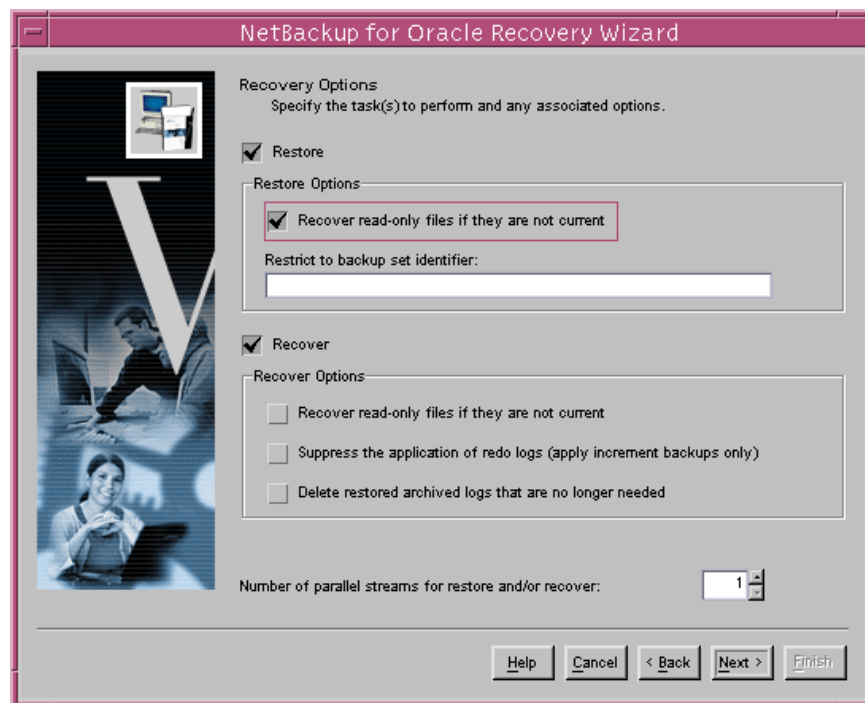 NetBackup for Oracle Recovery Wizard
Recovery Options
Specify the task(s) to perform and any associated options.
Restore
Restore Options
Recover read-only files if they are not current
Restrict to backup set identifier:
Recover
Recover Options
Recover read-only files if they are not current
Suppress the application of redo logs (apply increment backups only)
Delete restored archived logs that are no longer needed
Number of parallel streams for restore and/or recover: 1
Help Cancel < Back Next > Finish